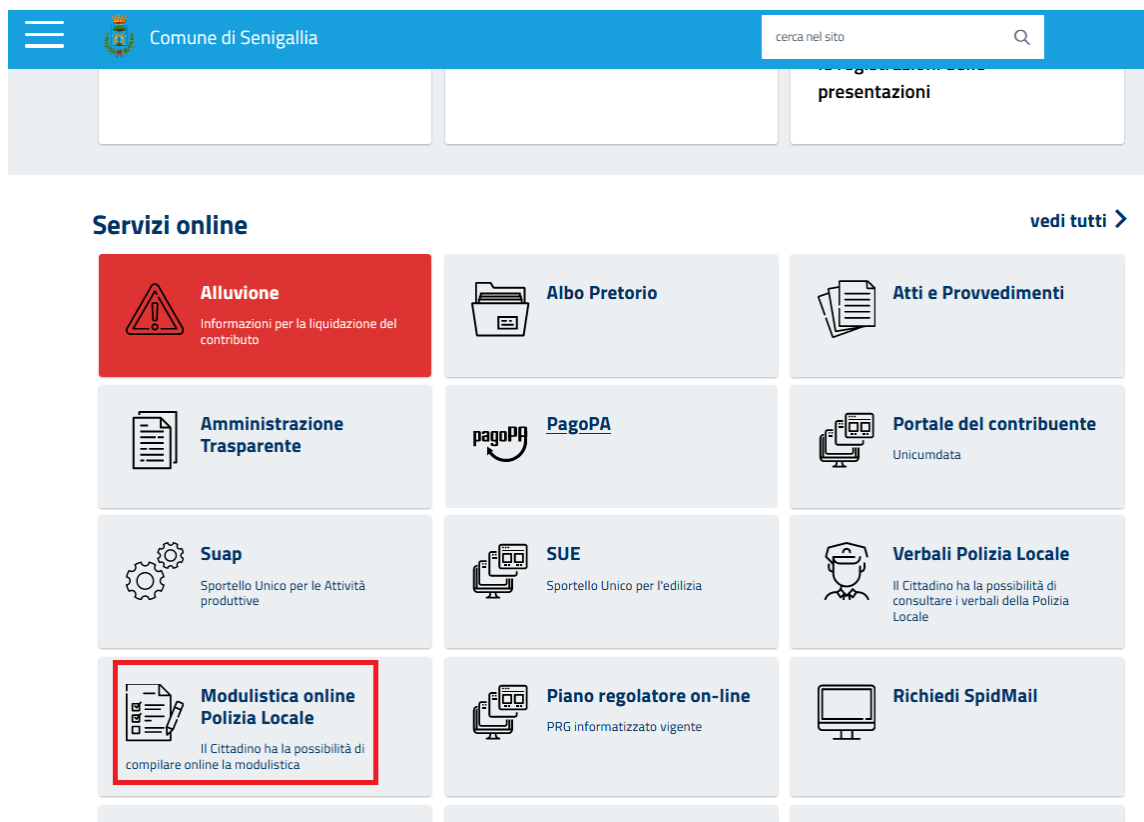 Comune di Senigallia
cerca nel sito
presentazioni
Servizi online
vedi tutti
Alluvione
Informazioni per la liquidazione del
contributo
Albo Pretorio
Atti e Provvedimenti
Amministrazione
Trasparente
pagoPA
PagoPA
Portale del contribuente
Unicumdata
Suap
Sportello Unico per le Attività
produttive
SUE
Sportello Unico per l'edilizia
Verbali Polizia Locale
Il Cittadino ha la possibilità di
consultare i verbali della Polizia
Locale
Modulistica online
Polizia Locale
Il Cittadino ha la possibilità di
compilare online la modulistica
Piano regolatore on-line
PRG informatizzato vigente
Richiedi SpidMail